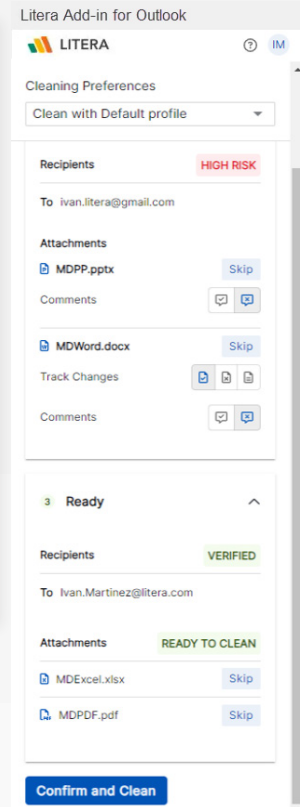 Litera Add-in for Outlook
LITERA
? IM
Cleaning Preferences
Clean with Default profile
Recipients HIGH RISK
To ivan.litera@gmail.com
Attachments
MDPP.pptx Skip
Comments
MDWord.docx Skip
Track Changes
Comments
3 Ready
Recipients VERIFIED
To Ivan.Martinez@litera.com
Attachments READY TO CLEAN
MDExcel.xlsx Skip
MDPDF.pdf Skip
Confirm and Clean